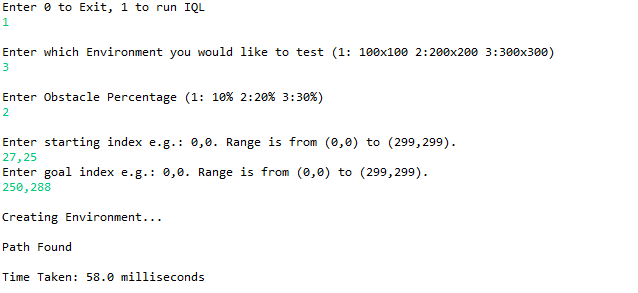 Enter 0 to Exit, 1 to run IQL
1
Enter which Environment you would like to test (1: 100x100 2:200x200 3:300x300)
3
Enter Obstacle Percentage (1: 10% 2:20% 3:30%)
2
Enter starting index e.g.: 0,0. Range is from (0,0) to (299,299).
27,25
Enter goal index e.g.: 0,0. Range is from (0,0) to (299,299).
250,288
Creating Environment...
Path Found
Time Taken: 58.0 milliseconds